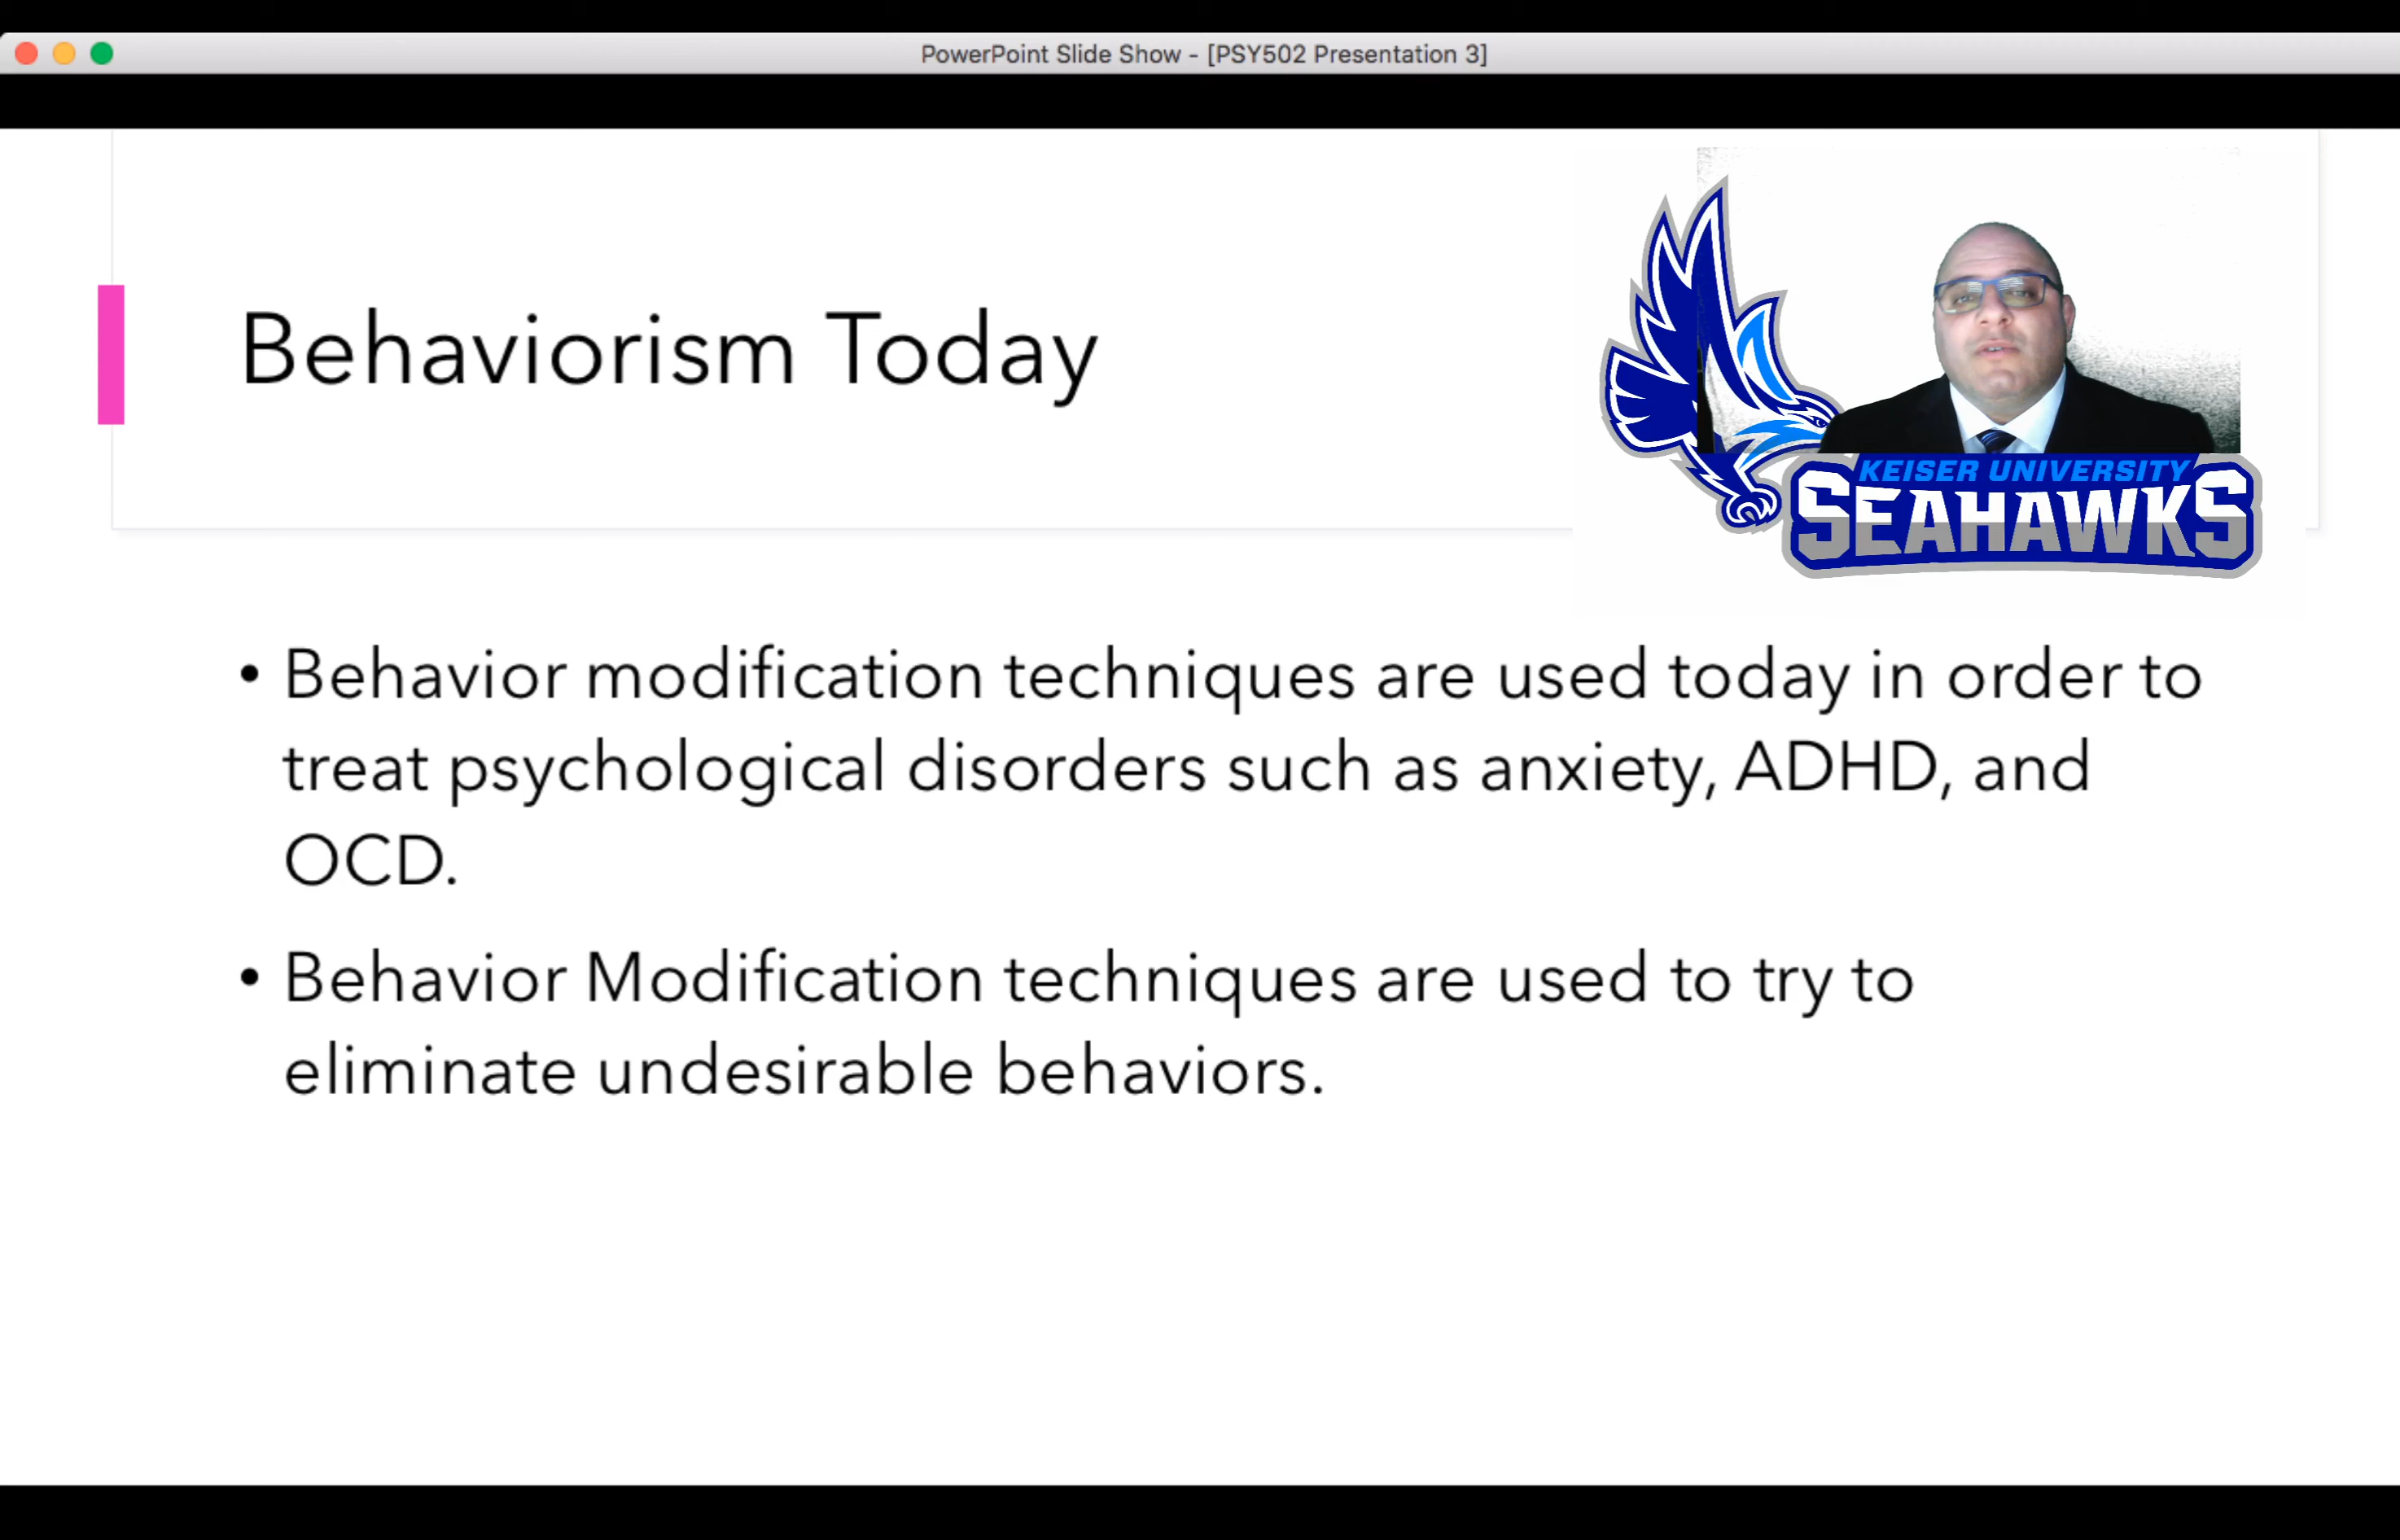 PowerPoint Slide Show - [PSY502 Presentation 3]
Behaviorism Today
KEISER UNIVERSITY
SEAHAWKS
• Behavior modification techniques are used today in order to
treat psychological disorders such as anxiety, ADHD, and
OCD.
• Behavior Modification techniques are used to try to
eliminate undesirable behaviors.